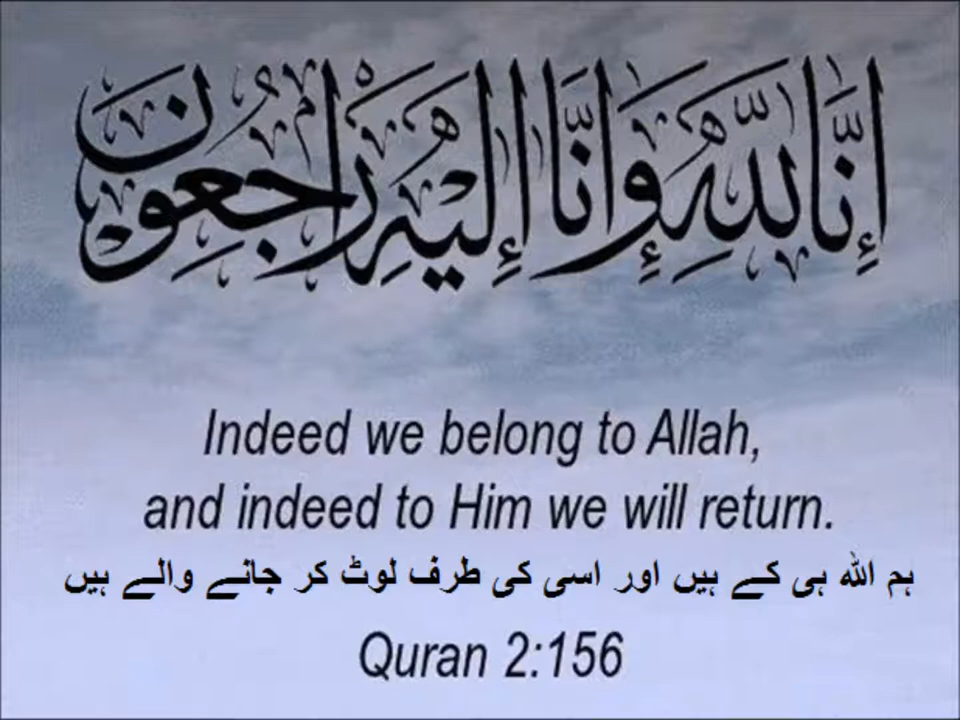 إِنَّا لِلَّٰهِ وَإِنَّا إِلَيْهِ رَاجِعُونَ
Indeed we belong to Allah,
and indeed to Him we will return.
ہم اللہ ہی کے ہیں اور اسی کی طرف لوٹ کر جانے والے ہیں
Quran 2:156